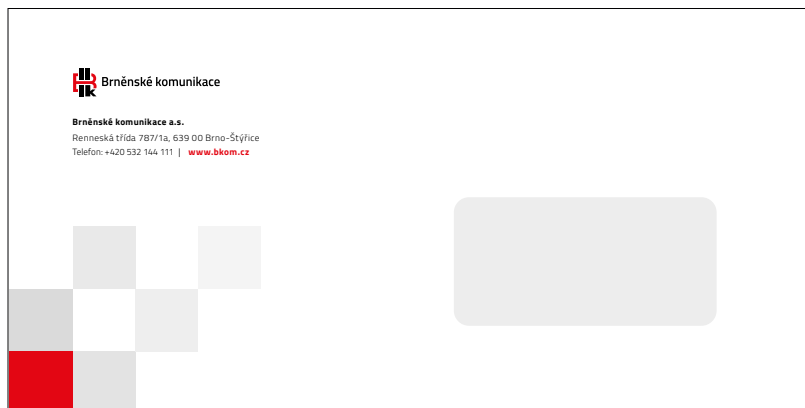 Brněnské komunikace
Brněnské komunikace a.s.
Renneská třída 787/1a, 639 00 Brno-Štýřice
Telefon: +420 532 144 111 | www.bkom.cz